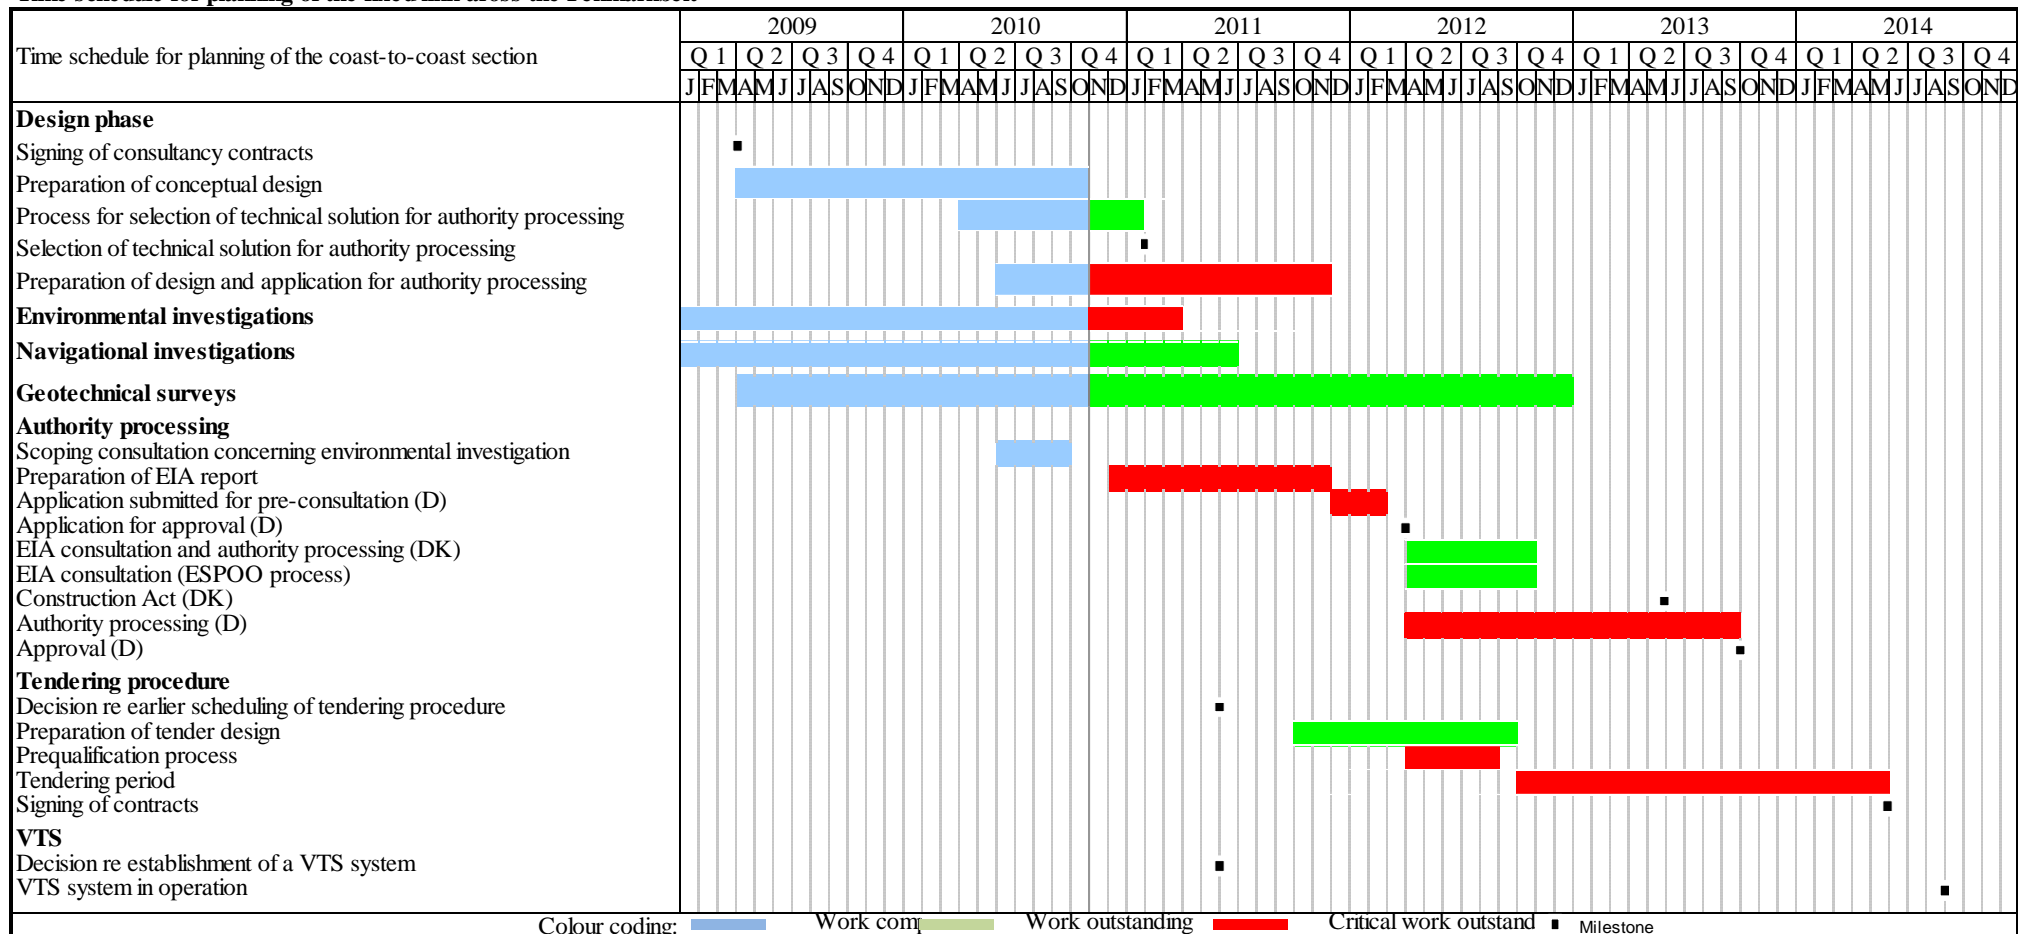 2009 2010 2011 2012 2013 2014
Time schedule for planning of the coast-to-coast section
Q 1 Q 2 Q 3 Q 4 Q 1 Q 2 Q 3 Q 4 Q 1 Q 2 Q 3 Q 4 Q 1 Q 2 Q 3 Q 4 Q 1 Q 2 Q 3 Q 4 Q 1 Q 2 Q 3 Q 4
J F M A M J J A S O N D J F M A M J J A S O N D J F M A M J J A S O N D J F M A M J J A S O N D J F M A M J J A S O N D J F M A M J J A S O N D
Design phase
Signing of consultancy contracts
Preparation of conceptual design
Process for selection of technical solution for authority processing
Selection of technical solution for authority processing
Preparation of design and application for authority processing
Environmental investigations
Navigational investigations
Geotechnical surveys
Authority processing
Scoping consultation concerning environmental investigation
Preparation of EIA report
Application submitted for pre-consultation (D)
Application for approval (D)
EIA consultation and authority processing (DK)
EIA consultation (ESPOO process)
Construction Act (DK)
Authority processing (D)
Approval (D)
Tendering procedure
Decision re earlier scheduling of tendering procedure
Preparation of tender design
Prequalification process
Tendering period
Signing of contracts
VTS
Decision re establishment of a VTS system
VTS system in operation
Colour coding: Work comp Work outstanding Critical work outstand Milestone